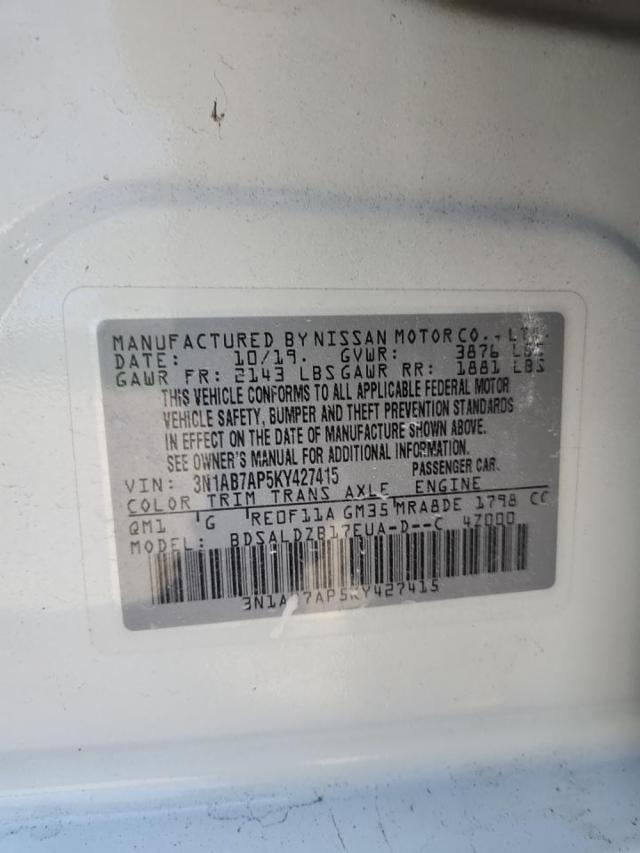 MANUFACTURED BY NISSAN MOTOR CO., LTD.
DATE: 10/19. GVWR: 3876 LBS
GAWR FR: 2143 LBS GAWR RR: 1881 LBS
THIS VEHICLE CONFORMS TO ALL APPLICABLE FEDERAL MOTOR
VEHICLE SAFETY, BUMPER AND THEFT PREVENTION STANDARDS
IN EFFECT ON THE DATE OF MANUFACTURE SHOWN ABOVE.
SEE OWNER'S MANUAL FOR ADDITIONAL INFORMATION.
VIN: 3N1AB7AP5KY427415 PASSENGER CAR.
COLOR TRIM TRANS AXLE ENGINE
QM1 G RE0F11A GM35 MRA8DE 1798 CC
MODEL: BDSALDZB17EUA-D--C 4Z000
3N1AB7AP5KY427415